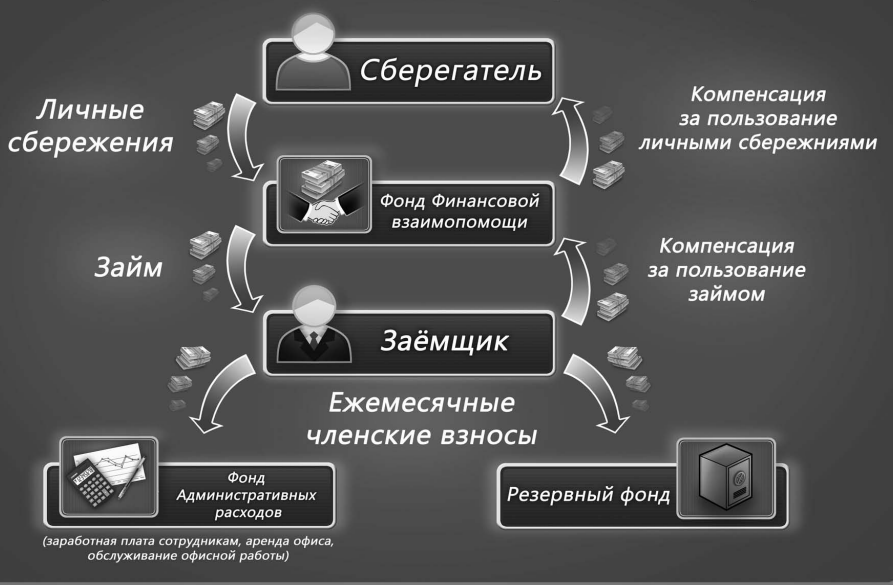 Сберегатель
Личные
сбережения
Компенсация
за пользование
личными сбережниями
Фонд Финансовой
взаимопомощи
Займ
Компенсация
за пользование
займом
Заёмщик
Ежемесячные
членские взносы
Фонд
Административных
расходов
(заработная плата сотрудникам, аренда офиса,
обслуживание офисной работы)
Резервный фонд